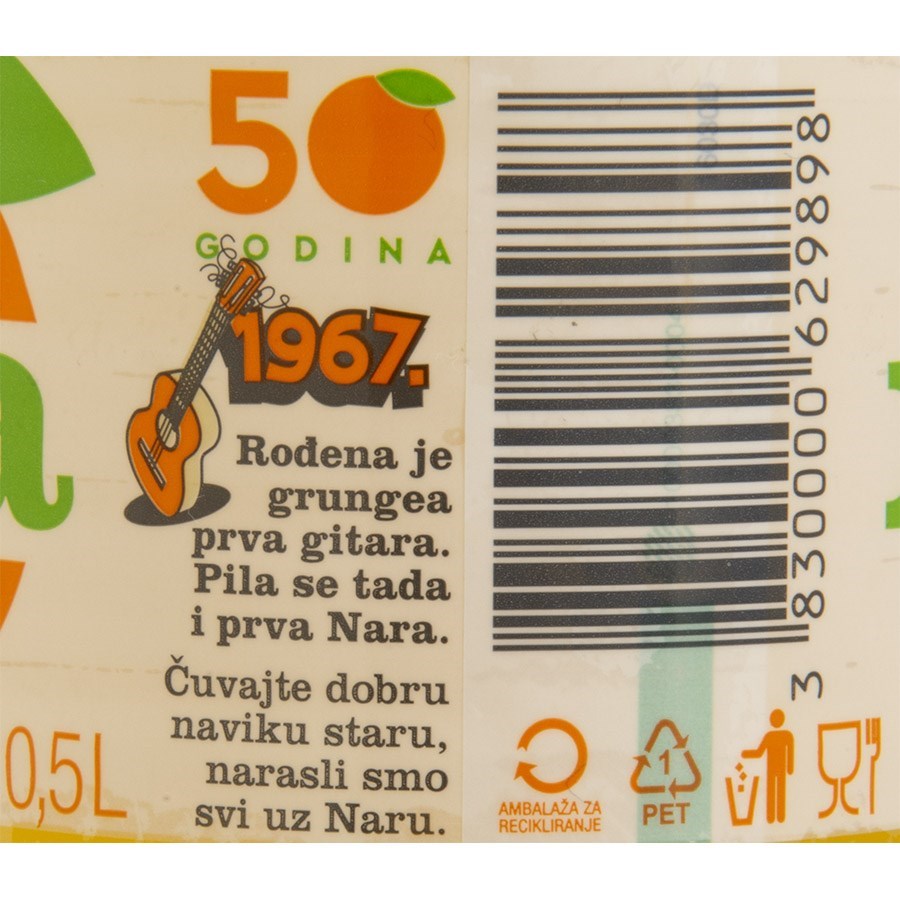 50
GODINA
1967.
Rođena je
grungea
prva gitara.
Pila se tada
i prva Nara.
Čuvajte dobru
naviku staru,
narasli smo
svi uz Naru.
0,5L
3 830000 629898
AMBALAŽA ZA
RECIKLIRANJE
1
PET